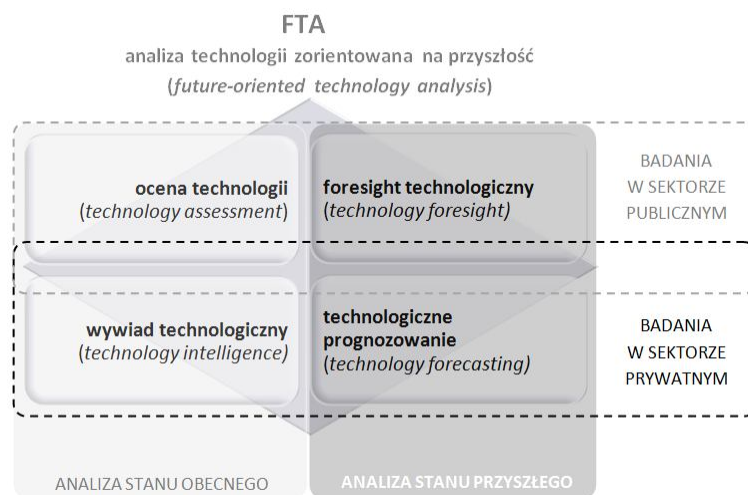 FTA
analiza technologii zorientowana na przyszłość
(future-oriented technology analysis)
ocena technologii
(technology assessment)
foresight technologiczny
(technology foresight)
BADANIA
W SEKTORZE
PUBLICZNYM
wywiad technologiczny
(technology intelligence)
technologiczne
prognozowanie
(technology forecasting)
BADANIA
W SEKTORZE
PRYWATNYM
ANALIZA STANU OBECNEGO
ANALIZA STANU PRZYSZŁEGO